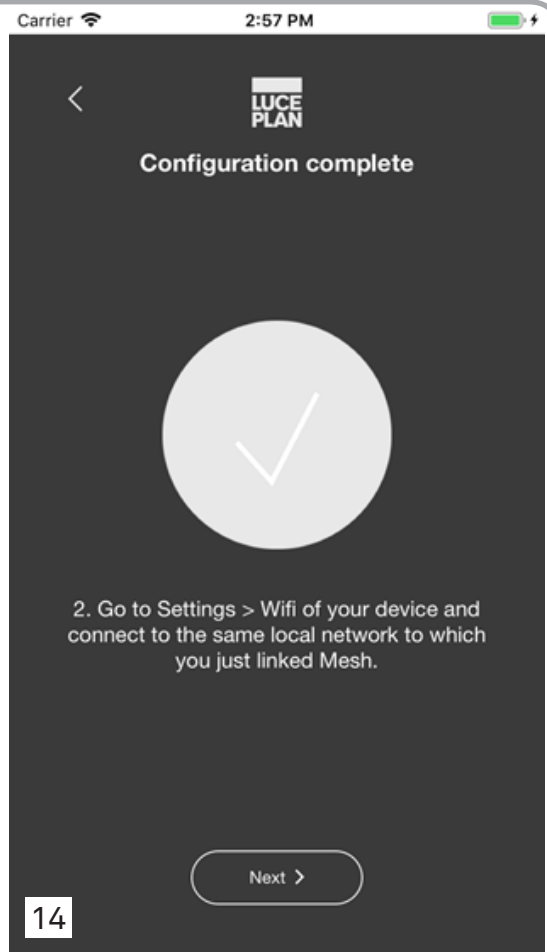 Carrier 2:57 PM
LUCE
PLAN
Configuration complete
2. Go to Settings > Wifi of your device and
connect to the same local network to which
you just linked Mesh.
Next >
14